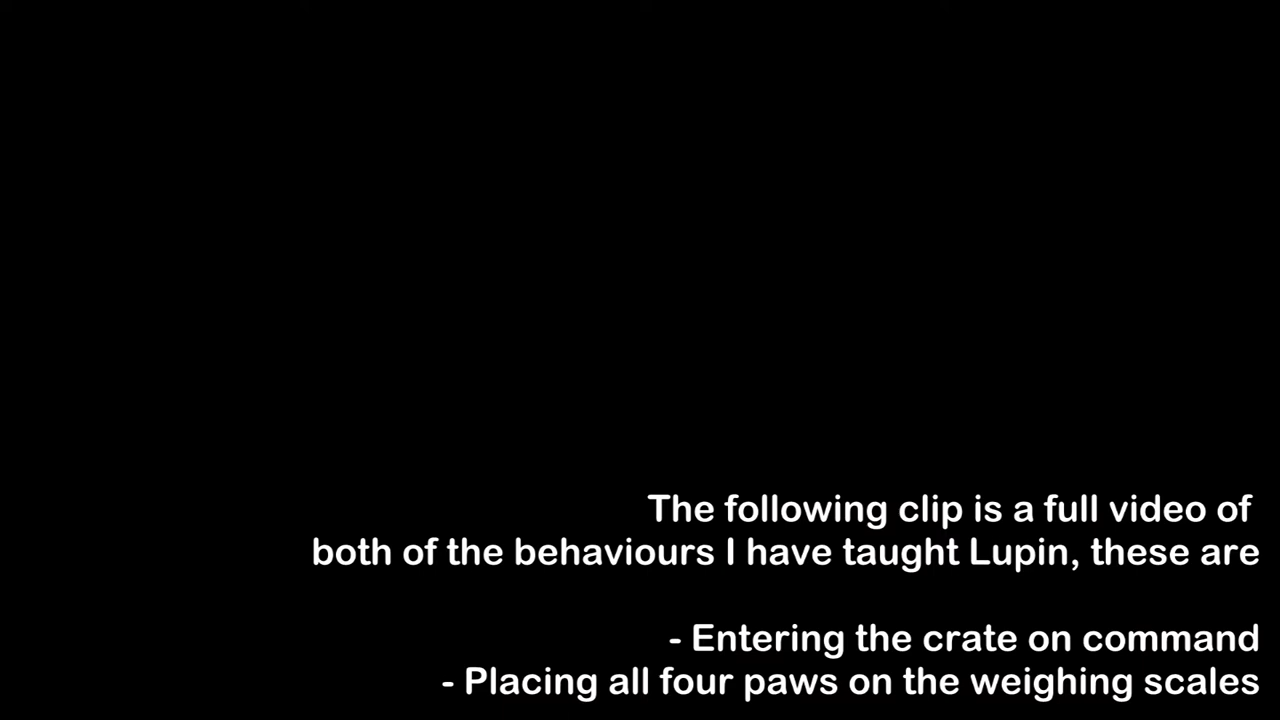 The following clip is a full video of
both of the behaviours I have taught Lupin, these are
- Entering the crate on command
- Placing all four paws on the weighing scales